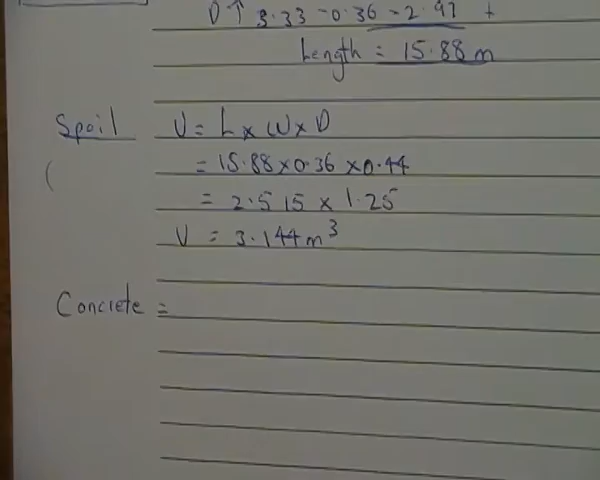 D↑ 3.33 - 0.36 = 2.97 +
Length = 15.88 m
Spoil V = L x W x D
= 15.88 x 0.36 x 0.44
= 2.515 x 1.25
V = 3.144 m³
Concrete =